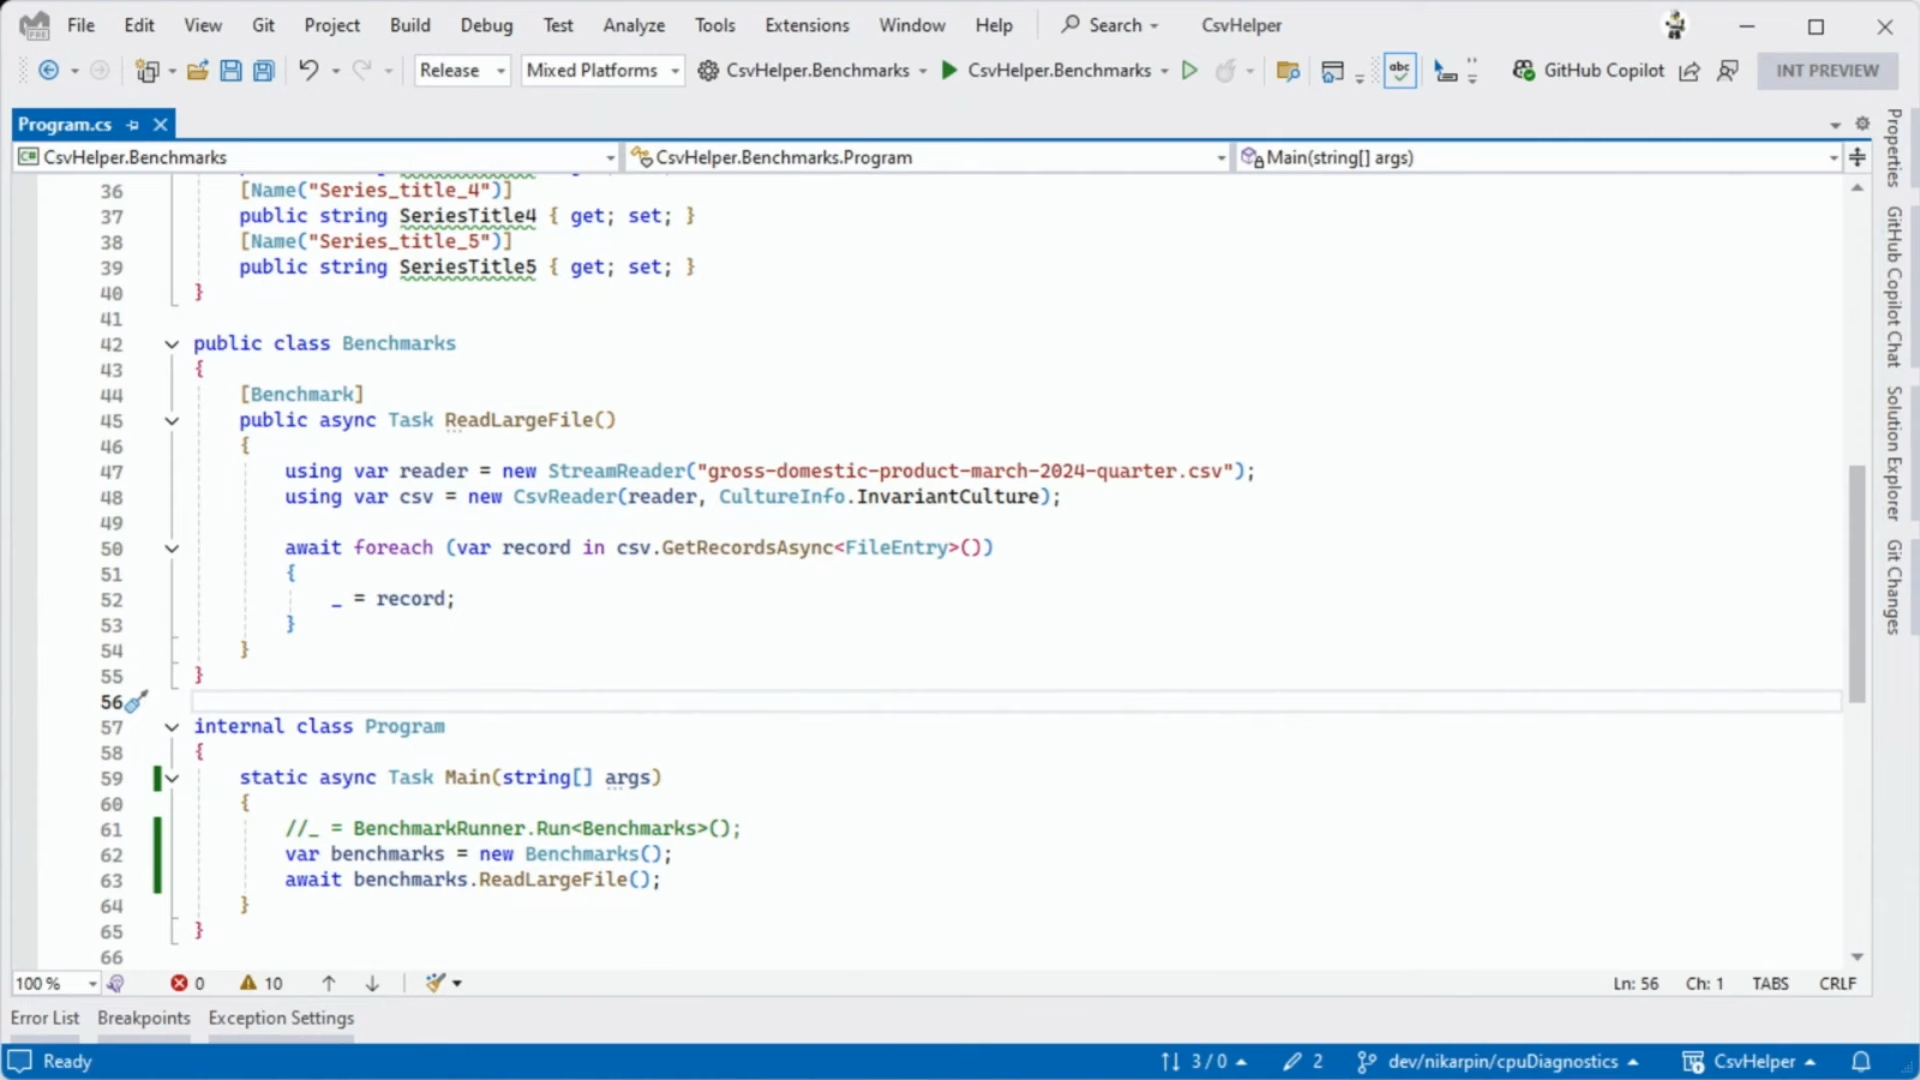 File Edit View Git Project Build Debug Test Analyze Tools Extensions Window Help Search CsvHelper
PRE
Release Mixed Platforms CsvHelper.Benchmarks CsvHelper.Benchmarks abc GitHub Copilot INT PREVIEW
Program.cs
C# CsvHelper.Benchmarks CsvHelper.Benchmarks.Program Main(string[] args)
36 [Name("Series_title_4")]
37 public string SeriesTitle4 { get; set; }
38 [Name("Series_title_5")]
39 public string SeriesTitle5 { get; set; }
40 }
41
42 public class Benchmarks
43 {
44 [Benchmark]
45 public async Task ReadLargeFile()
46 {
47 using var reader = new StreamReader("gross-domestic-product-march-2024-quarter.csv");
48 using var csv = new CsvReader(reader, CultureInfo.InvariantCulture);
49
50 await foreach (var record in csv.GetRecordsAsync<FileEntry>())
51 {
52 _ = record;
53 }
54 }
55 }
56
57 internal class Program
58 {
59 static async Task Main(string[] args)
60 {
61 //_ = BenchmarkRunner.Run<Benchmarks>();
62 var benchmarks = new Benchmarks();
63 await benchmarks.ReadLargeFile();
64 }
65 }
66
100 % 0 10 Ln: 56 Ch: 1 TABS CRLF
Error List Breakpoints Exception Settings
Ready 3 / 0 2 dev/nikarpin/cpuDiagnostics CsvHelper
Properties
GitHub Copilot Chat
Solution Explorer
Git Changes